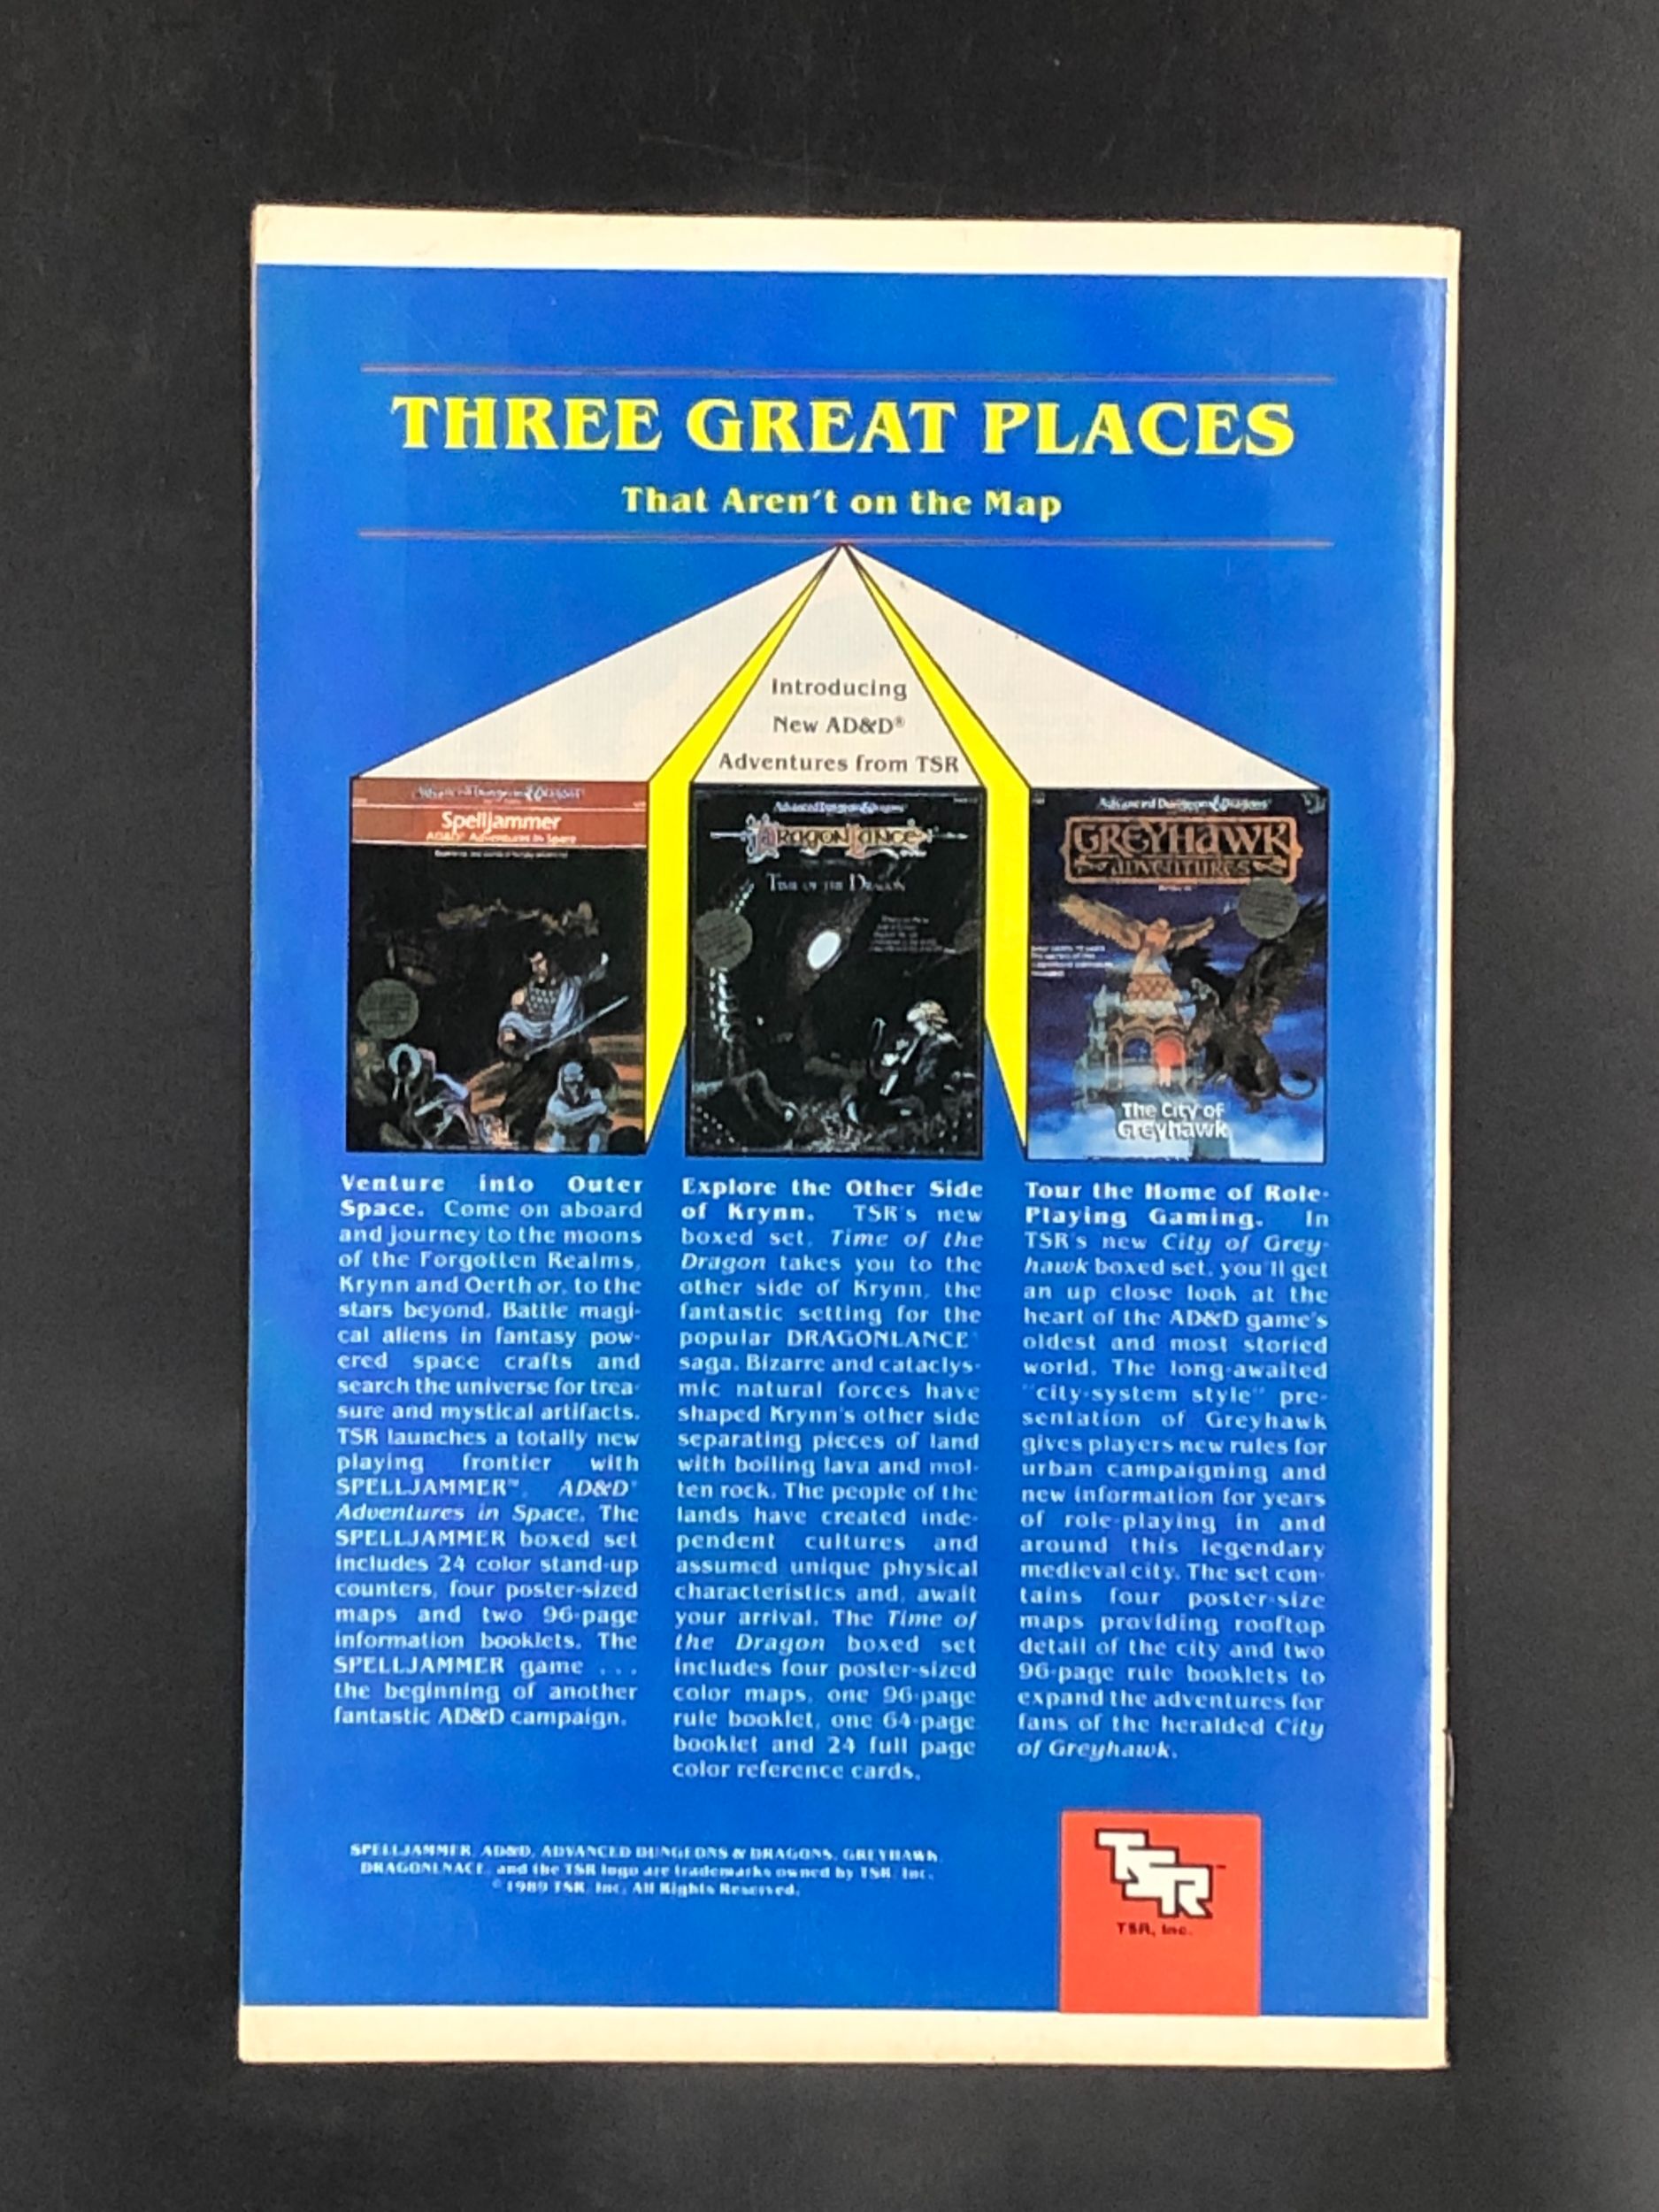 THREE GREAT PLACES
That Aren't on the Map
Introducing
New AD&D®
Adventures from TSR
Advanced Dungeons & Dragons
Spelljammer
AD&D Adventures in Space
Advanced Dungeons & Dragons
DRAGONLANCE
TIME OF THE DRAGON
Advanced Dungeons & Dragons
GREYHAWK
ADVENTURES
The City of
Greyhawk
Venture into Outer
Space. Come on aboard
and journey to the moons
of the Forgotten Realms,
Krynn and Oerth or, to the
stars beyond. Battle magi-
cal aliens in fantasy pow-
ered space crafts and
search the universe for trea-
sure and mystical artifacts.
TSR launches a totally new
playing frontier with
SPELLJAMMER™, AD&D®
Adventures in Space. The
SPELLJAMMER boxed set
includes 24 color stand-up
counters, four poster-sized
maps and two 96-page
information booklets. The
SPELLJAMMER game ...
the beginning of another
fantastic AD&D campaign.
Explore the Other Side
of Krynn. TSR's new
boxed set, Time of the
Dragon takes you to the
other side of Krynn, the
fantastic setting for the
popular DRAGONLANCE®
saga. Bizarre and cataclys-
mic natural forces have
shaped Krynn's other side
separating pieces of land
with boiling lava and mol-
ten rock. The people of the
lands have created inde-
pendent cultures and
assumed unique physical
characteristics and, await
your arrival. The Time of
the Dragon boxed set
includes four poster-sized
color maps, one 96-page
rule booklet, one 64-page
booklet and 24 full page
color reference cards.
Tour the Home of Role-
Playing Gaming. In
TSR's new City of Grey-
hawk boxed set, you'll get
an up close look at the
heart of the AD&D game's
oldest and most storied
world. The long-awaited
"city-system style" pre-
sentation of Greyhawk
gives players new rules for
urban campaigning and
new information for years
of role-playing in and
around this legendary
medieval city. The set con-
tains four poster-size
maps providing rooftop
detail of the city and two
96-page rule booklets to
expand the adventures for
fans of the heralded City
of Greyhawk.
SPELLJAMMER, AD&D, ADVANCED DUNGEONS & DRAGONS, GREYHAWK,
DRAGONLNACE, and the TSR logo are trademarks owned by TSR, Inc.
©1989 TSR, Inc. All Rights Reserved.
TSR™
TSR, Inc.